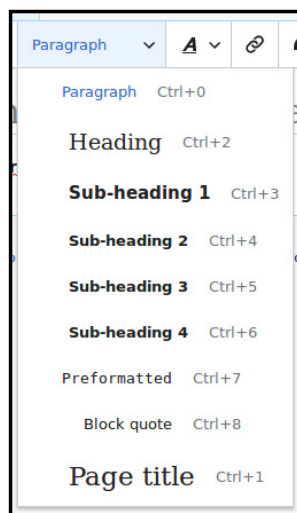 Paragraph A
Paragraph Ctrl+0
Heading Ctrl+2
Sub-heading 1 Ctrl+3
Sub-heading 2 Ctrl+4
Sub-heading 3 Ctrl+5
Sub-heading 4 Ctrl+6
Preformatted Ctrl+7
Block quote Ctrl+8
Page title Ctrl+1